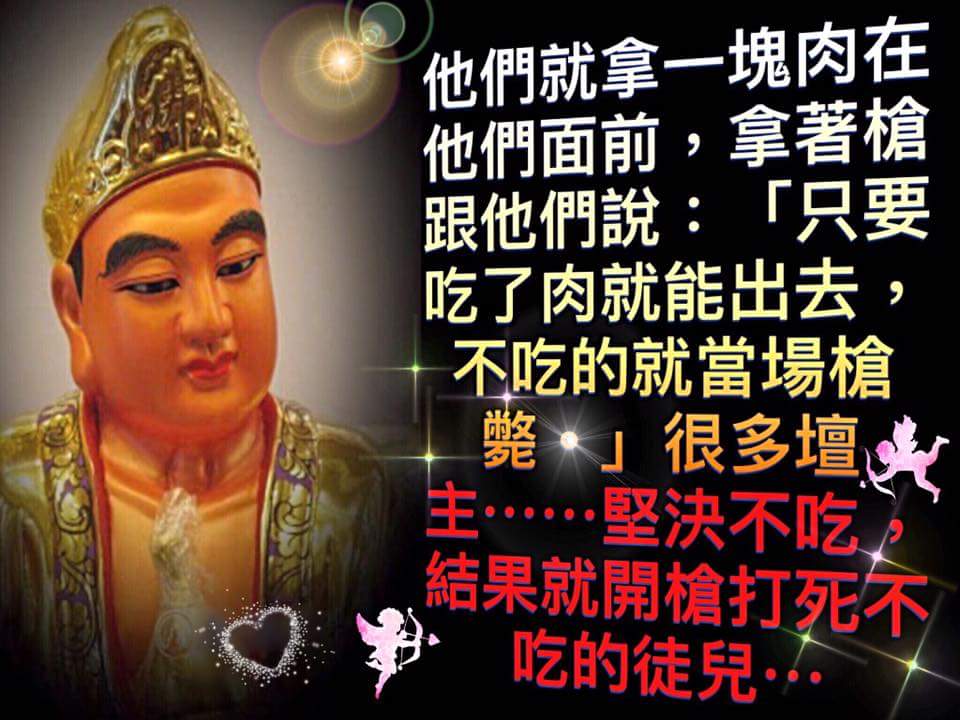 他們就拿一塊肉在
他們面前，拿著槍
跟他們說：「只要
吃了肉就能出去，
不吃的就當場槍
斃。」很多壇
主⋯⋯堅決不吃，
結果就開槍打死不
吃的徒兒⋯